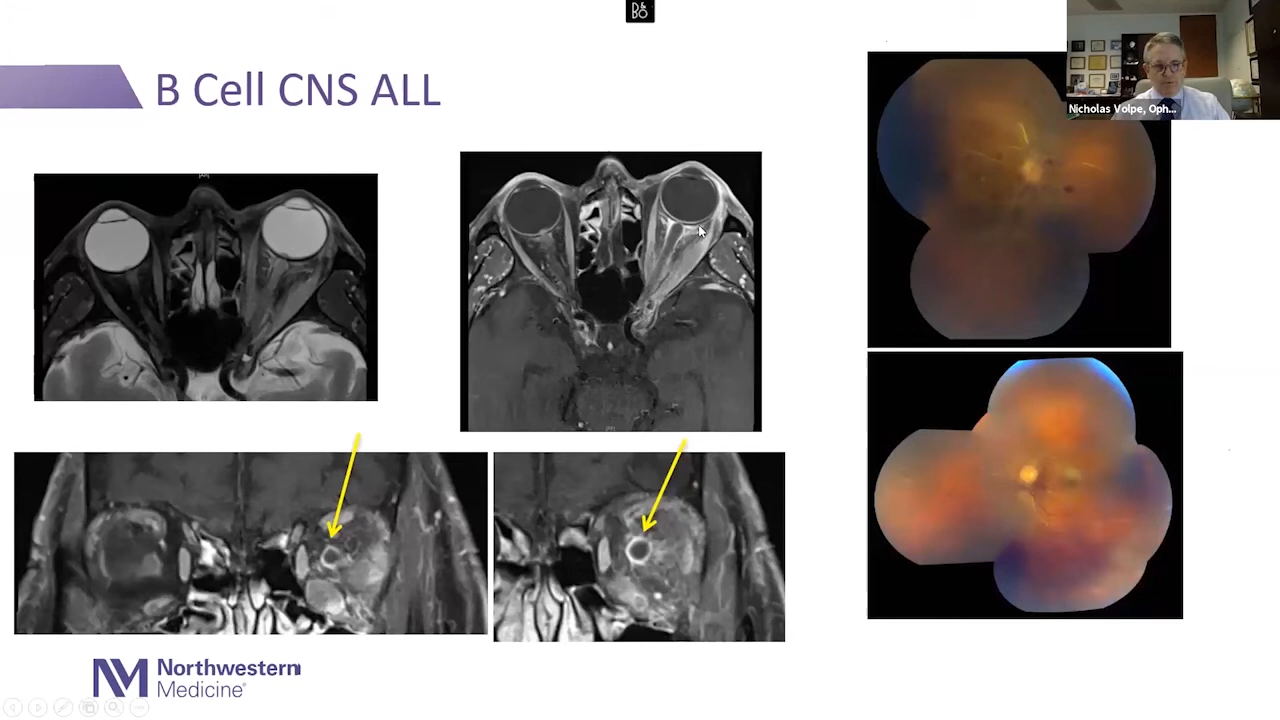 B&O
B Cell CNS ALL
Nicholas Volpe, Oph...
Northwestern
Medicine